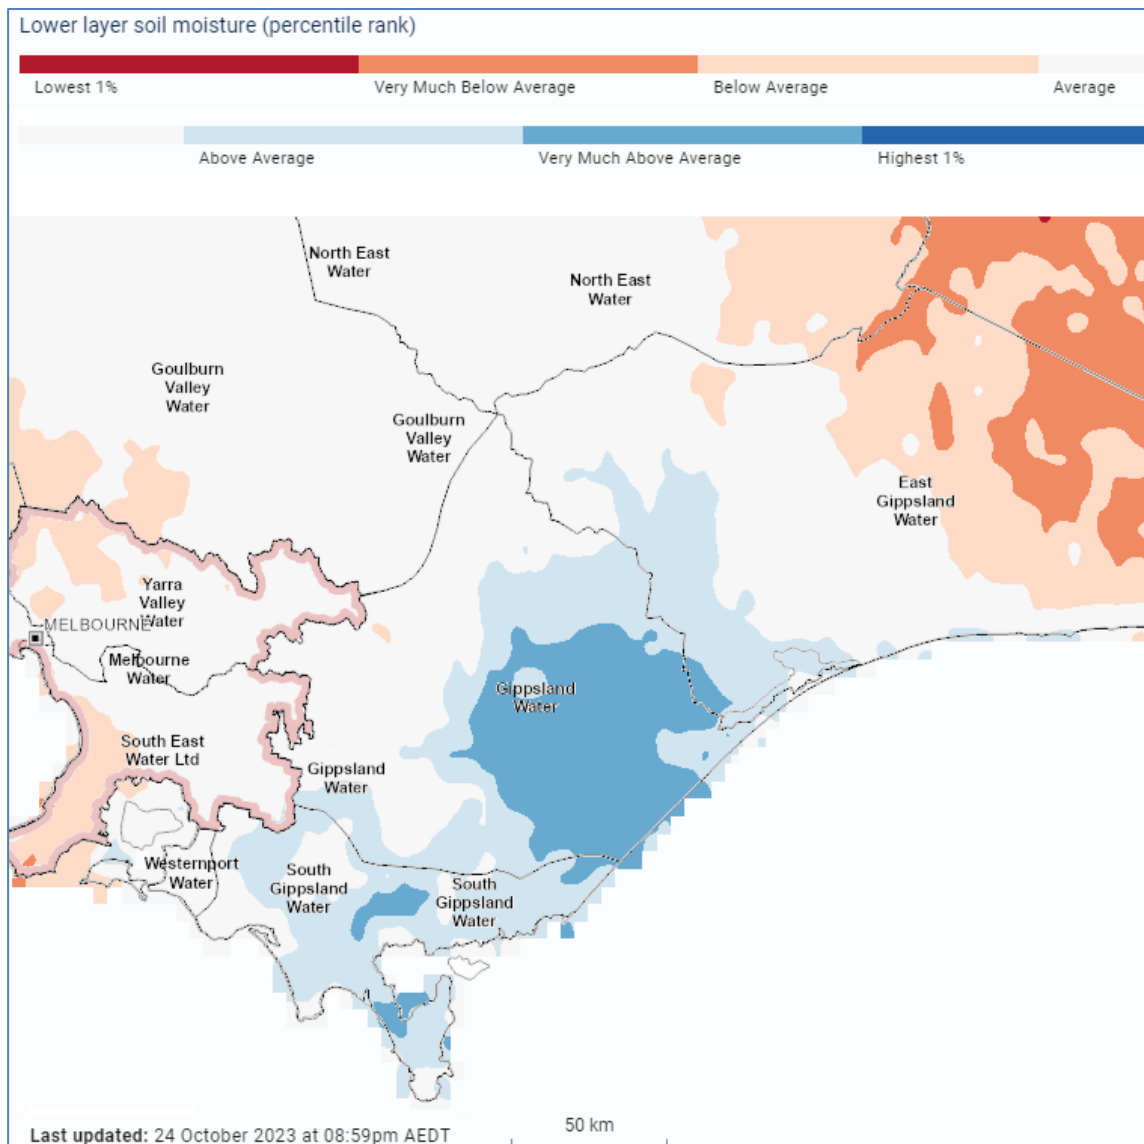 Lower layer soil moisture (percentile rank)
Lowest 1%
Very Much Below Average
Below Average
Average
Above Average
Very Much Above Average
Highest 1%
North East
Water
North East
Water
Goulburn
Valley
Water
Goulburn
Valley
Water
East
Gippsland
Water
Yarra
Valley
Water
MELBOURNE
Melbourne
Water
Gippsland
Water
South East
Water Ltd
Gippsland
Water
Westernport
Water
South
Gippsland
Water
South
Gippsland
Water
50 km
Last updated: 24 October 2023 at 08:59pm AEDT